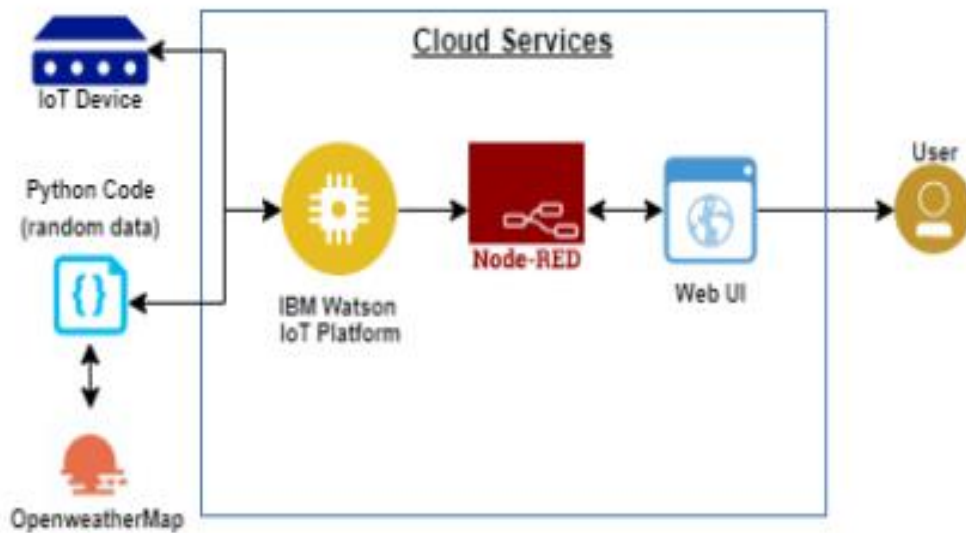 Cloud Services
IoT Device
Python Code
(random data)
{}
OpenweatherMap
IBM Watson
IoT Platform
Node-RED
Web UI
User